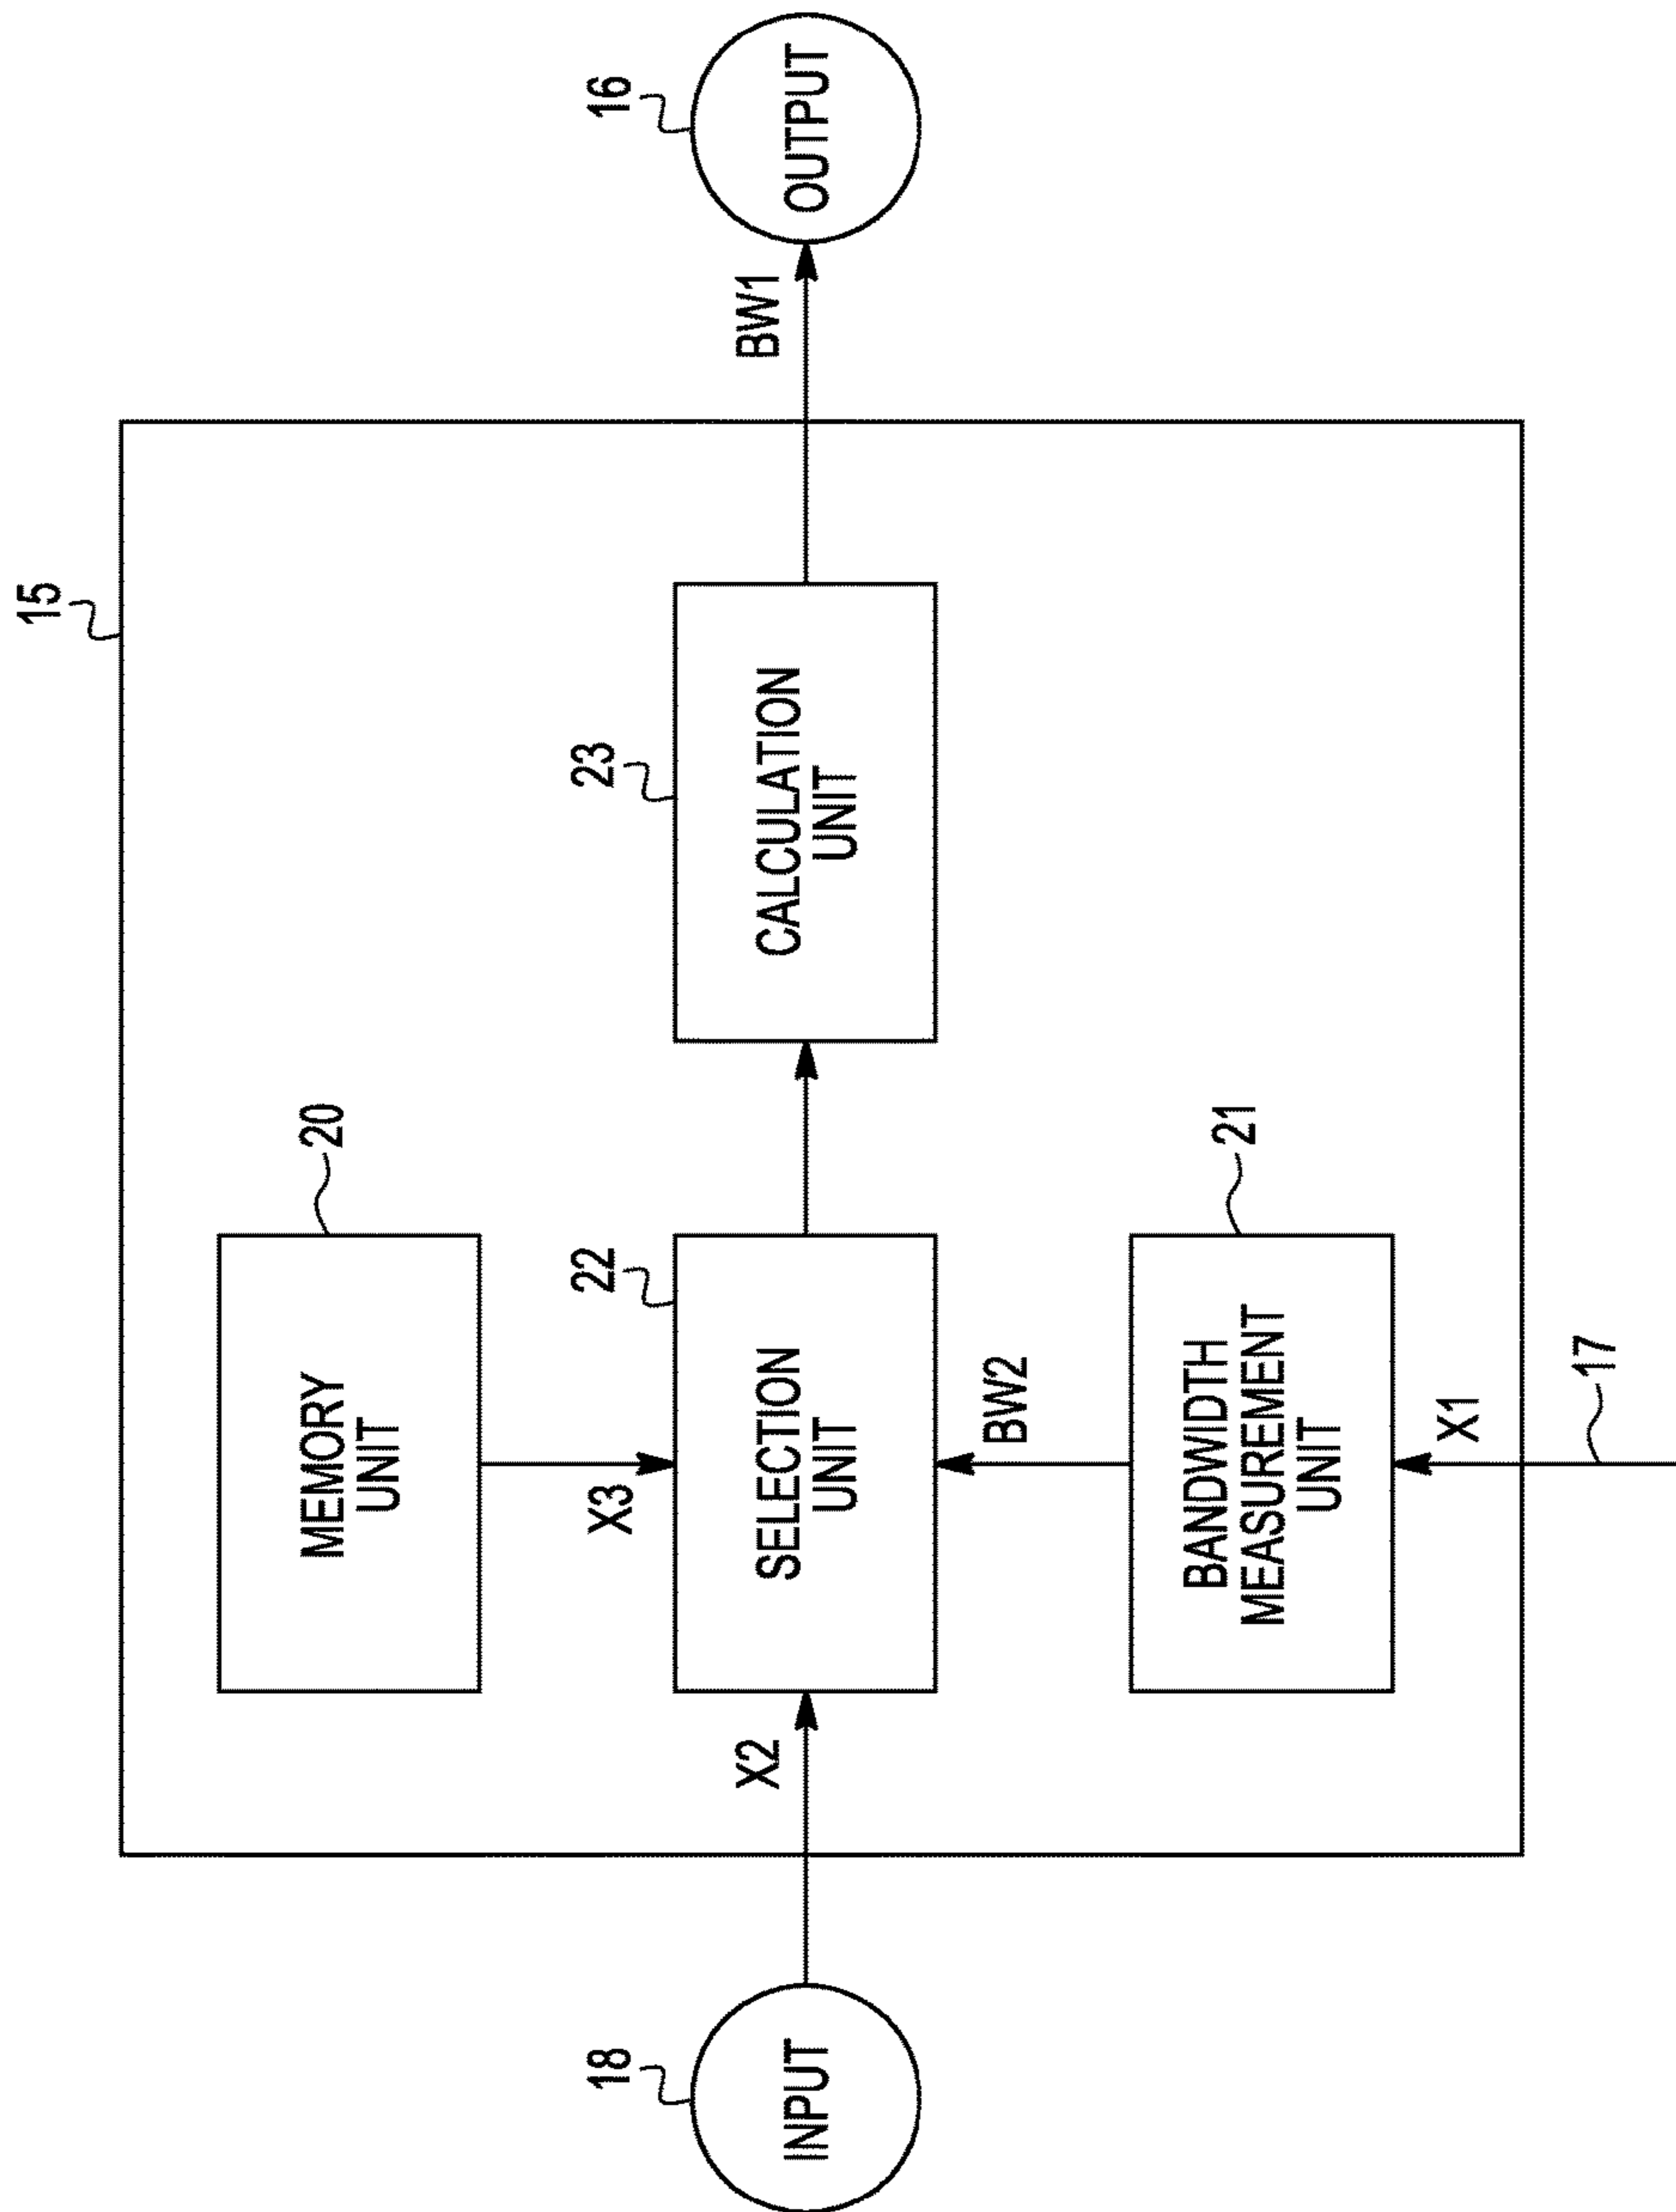 15
20
MEMORY
UNIT
X3
18
INPUT
X2
22
SELECTION
UNIT
23
CALCULATION
UNIT
BW1
16
OUTPUT
BW2
21
BANDWIDTH
MEASUREMENT
UNIT
X1
17